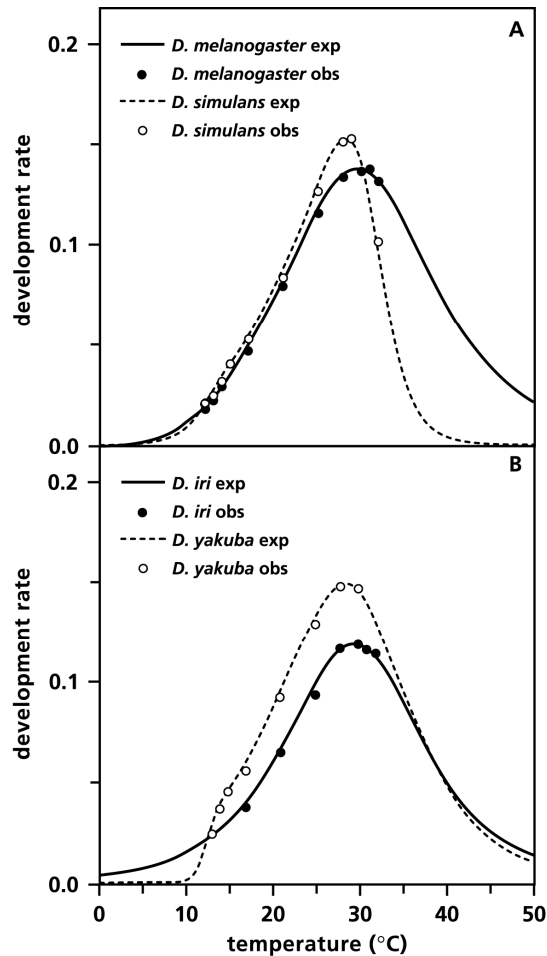 A
0.2
D. melanogaster exp
D. melanogaster obs
D. simulans exp
D. simulans obs
development rate
0.1
0.0
B
0.2
D. iri exp
D. iri obs
D. yakuba exp
D. yakuba obs
development rate
0.1
0.0
0 10 20 30 40 50
temperature (°C)